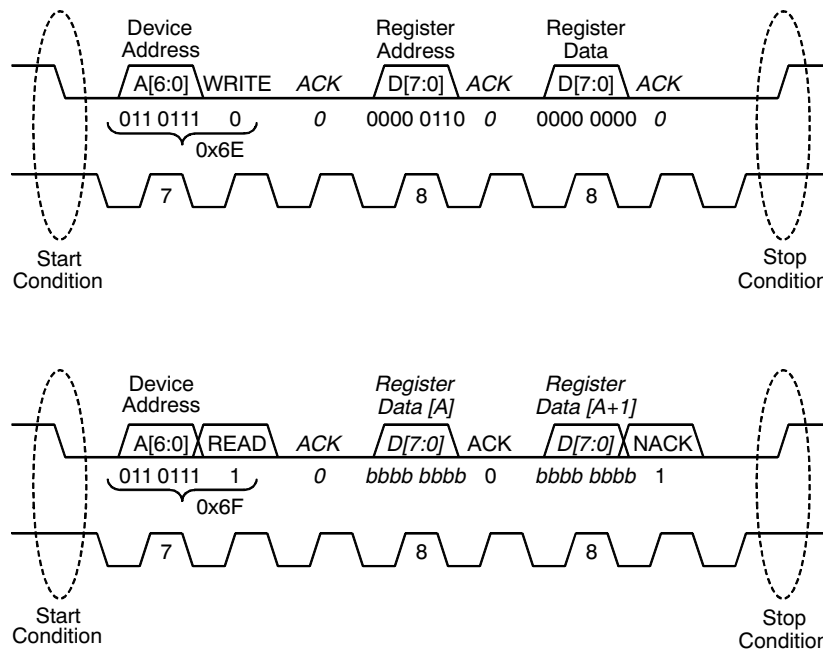 Device Address Register Address Register Data
A[6:0] WRITE ACK D[7:0] ACK D[7:0] ACK
011 0111 0 0 0000 0110 0 0000 0000 0
0x6E
7 8 8
Start Condition Stop Condition
Device Address Register Data [A] Register Data [A+1]
A[6:0] READ ACK D[7:0] ACK D[7:0] NACK
011 0111 1 0 bbbb bbbb 0 bbbb bbbb 1
0x6F
7 8 8
Start Condition Stop Condition